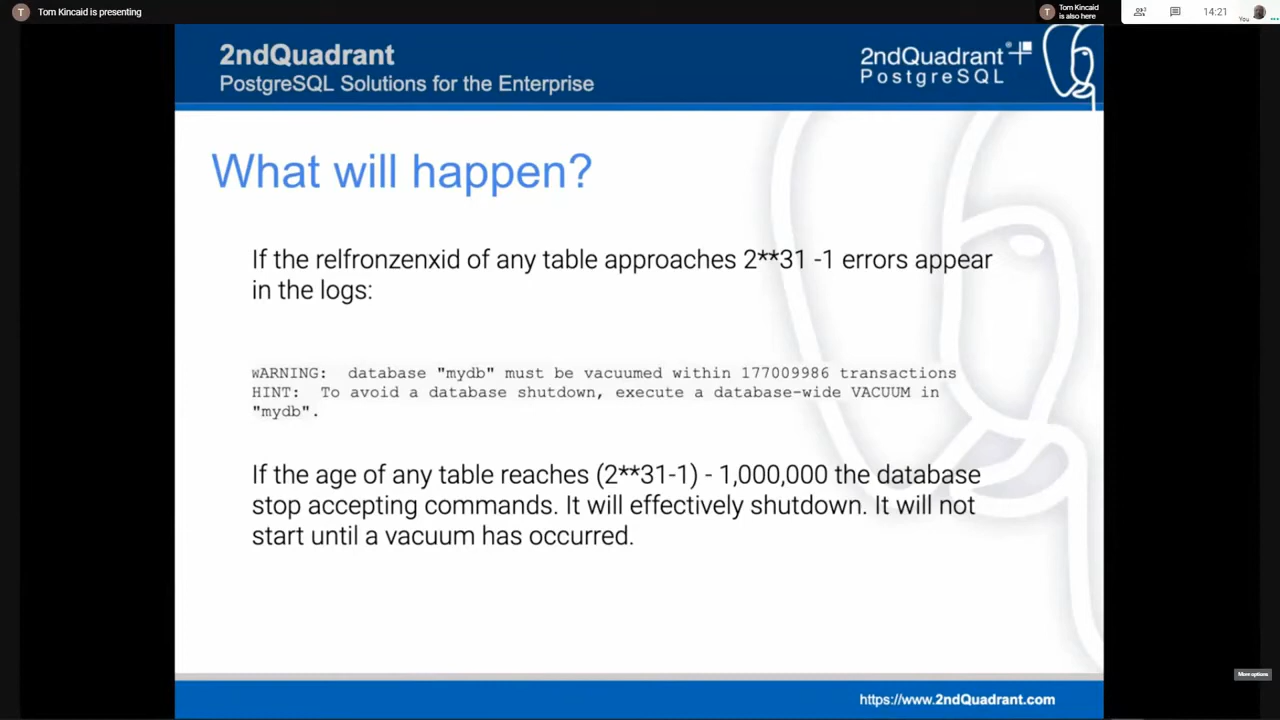 T Tom Kincaid is presenting
T Tom Kincaid is also here
14:21
You
2ndQuadrant
PostgreSQL Solutions for the Enterprise
2ndQuadrant®
PostgreSQL
What will happen?
If the relfronzenxid of any table approaches 2**31 -1 errors appear
in the logs:
wARNING:  database "mydb" must be vacuumed within 177009986 transactions
HINT:  To avoid a database shutdown, execute a database-wide VACUUM in
"mydb".
If the age of any table reaches (2**31-1) - 1,000,000 the database
stop accepting commands. It will effectively shutdown. It will not
start until a vacuum has occurred.
More options
https://www.2ndQuadrant.com